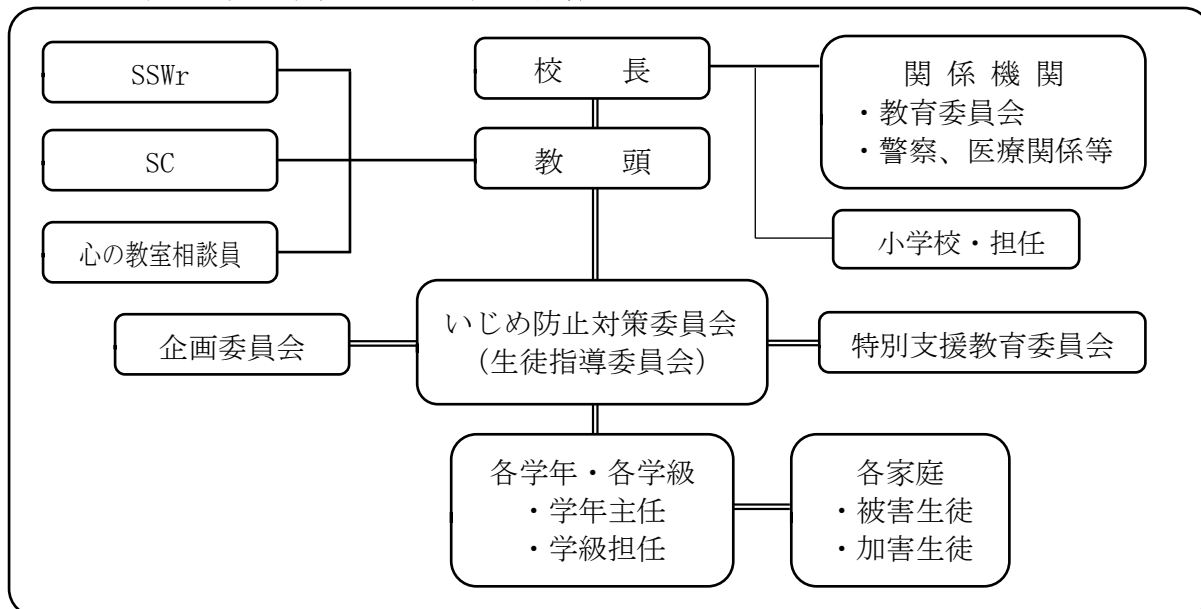 SSWr
校　　長
関 係 機 関
・教育委員会
・警察、医療関係等
SC
教　　頭
心の教室相談員
小学校・担任
企画委員会
いじめ防止対策委員会
（生徒指導委員会）
特別支援教育委員会
各学年・各学級
・学年主任
・学級担任
各家庭
・被害生徒
・加害生徒